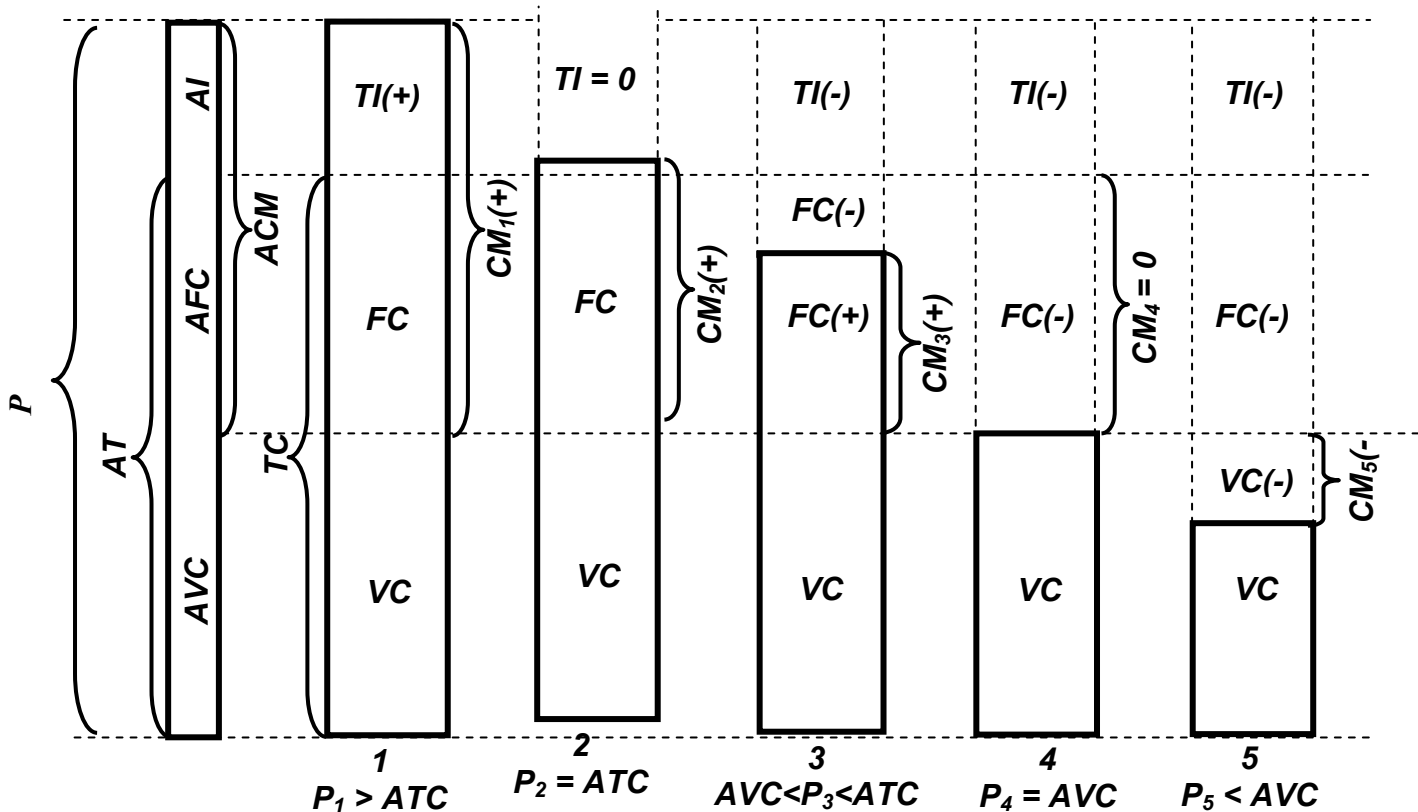 P
AT
AI
AFC
AVC
ACM
TC
TI(+)
FC
VC
CM₁(+)
1
P₁ > ATC
TI = 0
FC
VC
CM₂(+)
2
P₂ = ATC
TI(-)
FC(-)
FC(+)
VC
CM₃(+)
3
AVC<P₃<ATC
TI(-)
FC(-)
VC
CM₄ = 0
4
P₄ = AVC
TI(-)
FC(-)
VC(-)
VC
CM₅(-
5
P₅ < AVC